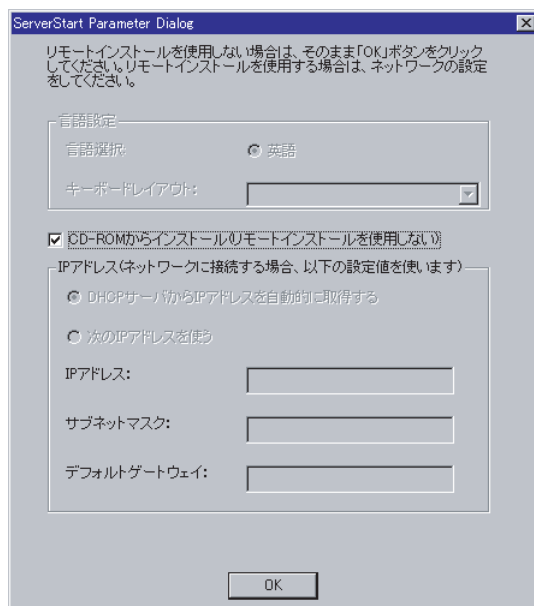 ServerStart Parameter Dialog
リモートインストールを使用しない場合は、そのまま「OK」ボタンをクリック
してください。リモートインストールを使用する場合は、ネットワークの設定
をしてください。
言語設定
言語選択:
英語
キーボードレイアウト:
CD-ROMからインストール(リモートインストールを使用しない)
IPアドレス(ネットワークに接続する場合、以下の設定値を使います)
DHCPサーバからIPアドレスを自動的に取得する
次のIPアドレスを使う
IPアドレス:
サブネットマスク:
デフォルトゲートウェイ:
OK